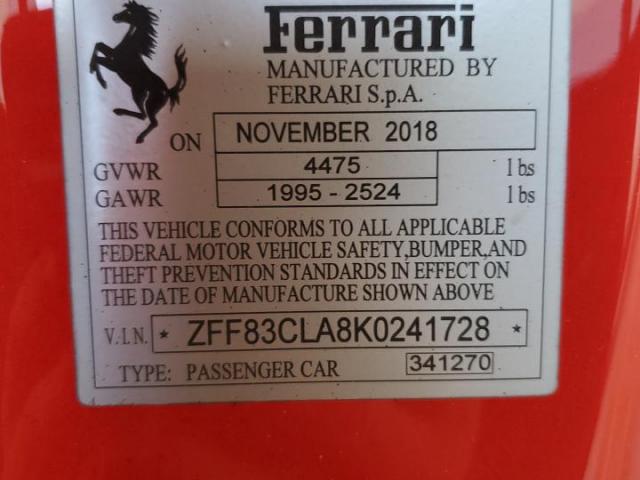 Ferrari
MANUFACTURED BY
FERRARI S.p.A.
ON NOVEMBER 2018
GVWR 4475 lbs
GAWR 1995 - 2524 lbs
THIS VEHICLE CONFORMS TO ALL APPLICABLE
FEDERAL MOTOR VEHICLE SAFETY,BUMPER,AND
THEFT PREVENTION STANDARDS IN EFFECT ON
THE DATE OF MANUFACTURE SHOWN ABOVE
V.I.N. * ZFF83CLA8K0241728 *
TYPE: PASSENGER CAR 341270